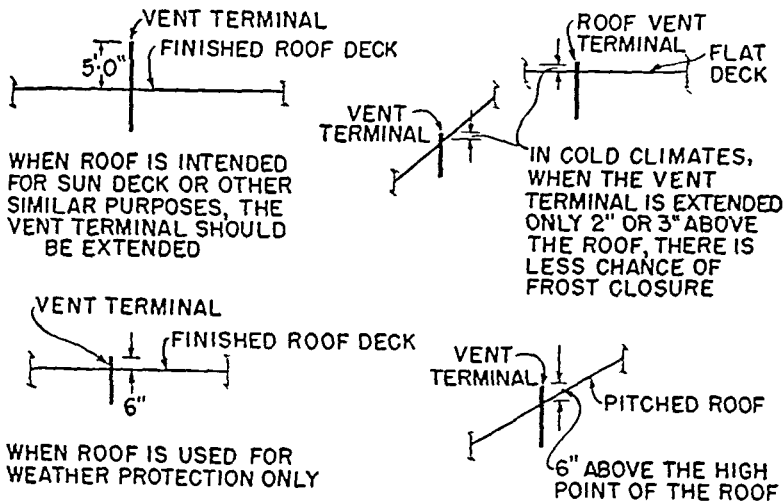 VENT TERMINAL
FINISHED ROOF DECK
5'.0"
WHEN ROOF IS INTENDED
FOR SUN DECK OR OTHER
SIMILAR PURPOSES, THE
VENT TERMINAL SHOULD
BE EXTENDED
ROOF VENT
TERMINAL
FLAT
DECK
VENT
TERMINAL
IN COLD CLIMATES,
WHEN THE VENT
TERMINAL IS EXTENDED
ONLY 2" OR 3" ABOVE
THE ROOF, THERE IS
LESS CHANCE OF
FROST CLOSURE
VENT TERMINAL
FINISHED ROOF DECK
6"
WHEN ROOF IS USED FOR
WEATHER PROTECTION ONLY
VENT
TERMINAL
PITCHED ROOF
6" ABOVE THE HIGH
POINT OF THE ROOF